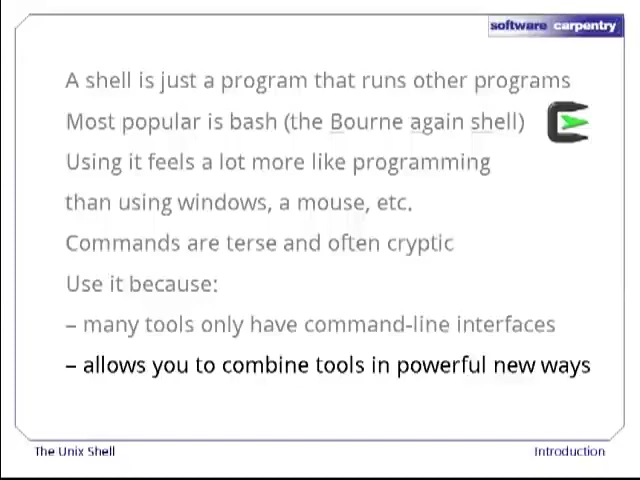 software carpentry
A shell is just a program that runs other programs
Most popular is bash (the Bourne again shell)
Using it feels a lot more like programming
than using windows, a mouse, etc.
Commands are terse and often cryptic
Use it because:
– many tools only have command-line interfaces
– allows you to combine tools in powerful new ways
The Unix Shell
Introduction